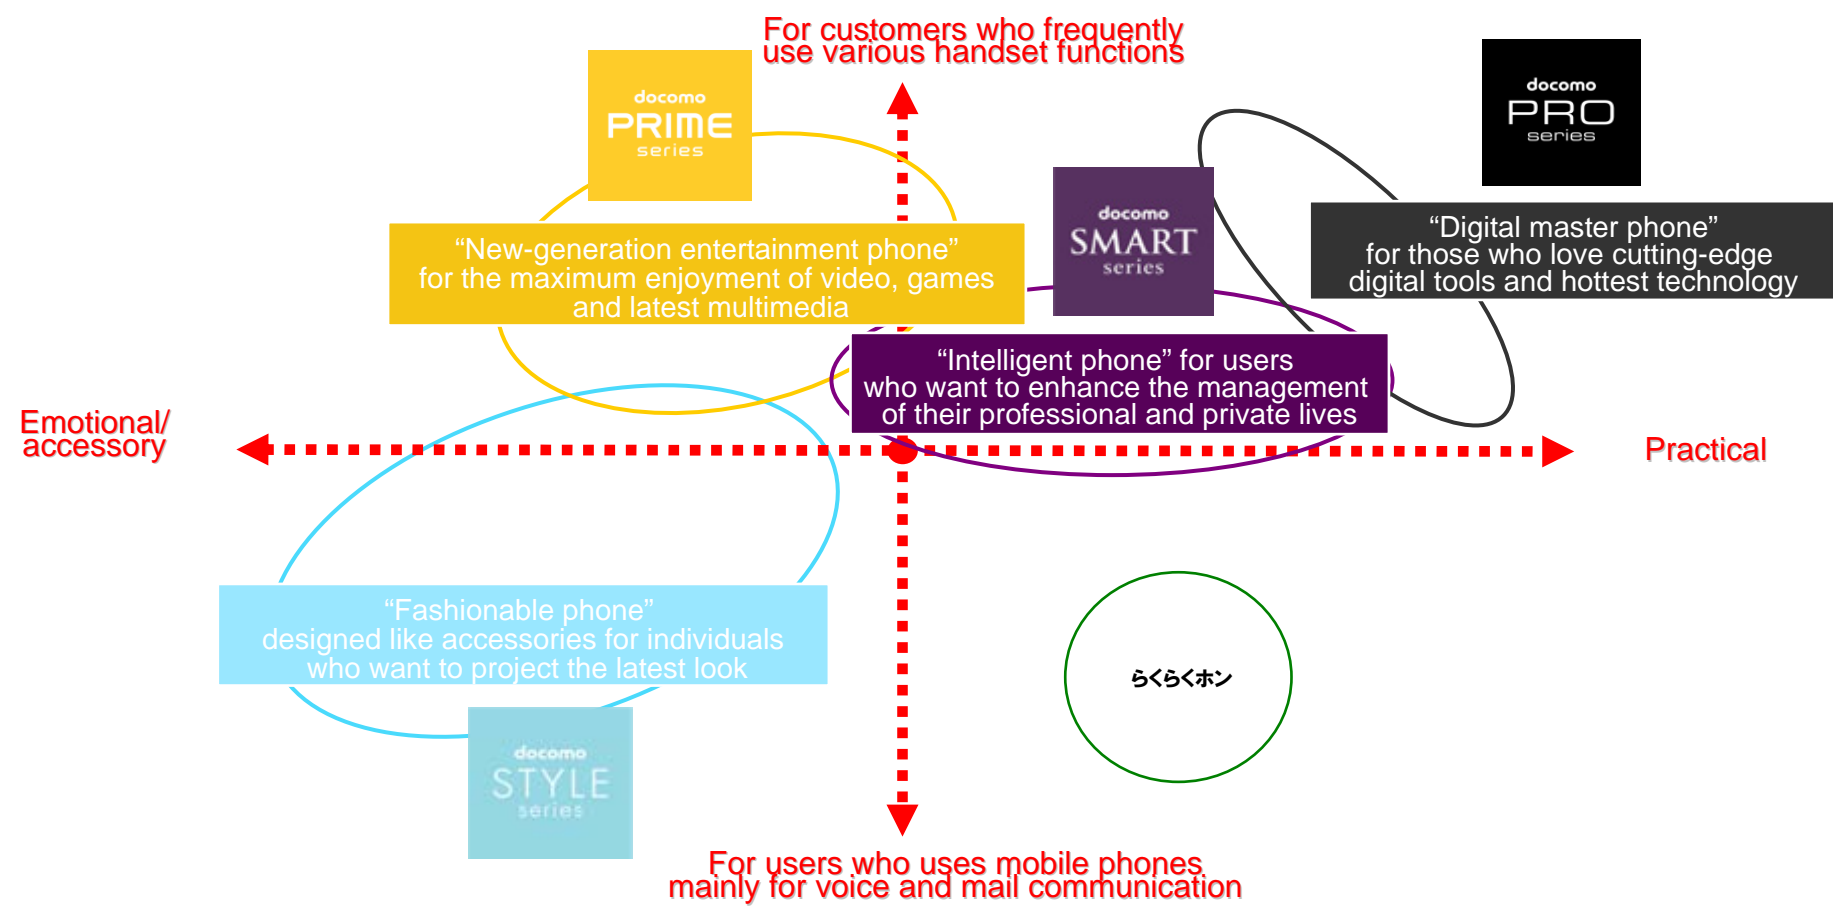 For customers who frequently
use various handset functions
docomo
PRIME
series
docomo
PRO
series
docomo
SMART
series
“New-generation entertainment phone”
for the maximum enjoyment of video, games
and latest multimedia
“Digital master phone”
for those who love cutting-edge
digital tools and hottest technology
“Intelligent phone” for users
who want to enhance the management
of their professional and private lives
Emotional/
accessory
Practical
“Fashionable phone”
designed like accessories for individuals
who want to project the latest look
らくらくホン
docomo
STYLE
series
For users who uses mobile phones
mainly for voice and mail communication